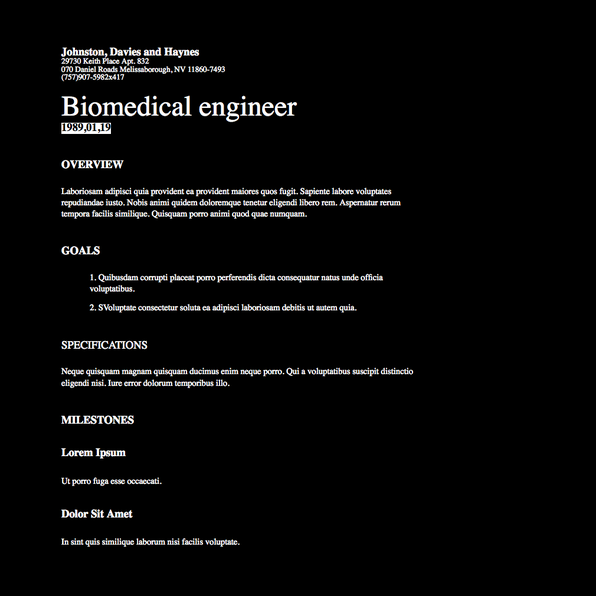 Johnston, Davies and Haynes
29730 Keith Place Apt. 832
070 Daniel Roads Melissaborough, NV 11860-7493
(757)907-5982x417
Biomedical engineer
1989,01,19
OVERVIEW
Laboriosam adipisci quia provident ea provident maiores quos fugit. Sapiente labore voluptates
repudiandae iusto. Nobis animi quidem doloremque tenetur eligendi libero rem. Aspernatur rerum
tempora facilis similique. Quisquam porro animi quod quae numquam.
GOALS
1. Quibusdam corrupti placeat porro perferendis dicta consequatur natus unde officia
voluptatibus.
2. SVoluptate consectetur soluta ea adipisci laboriosam debitis ut autem quia.
SPECIFICATIONS
Neque quisquam magnam quisquam ducimus enim neque porro. Qui a voluptatibus suscipit distinctio
eligendi nisi. Iure error dolorum temporibus illo.
MILESTONES
Lorem Ipsum
Ut porro fuga esse occaecati.
Dolor Sit Amet
In sint quis similique laborum nisi facilis voluptate.